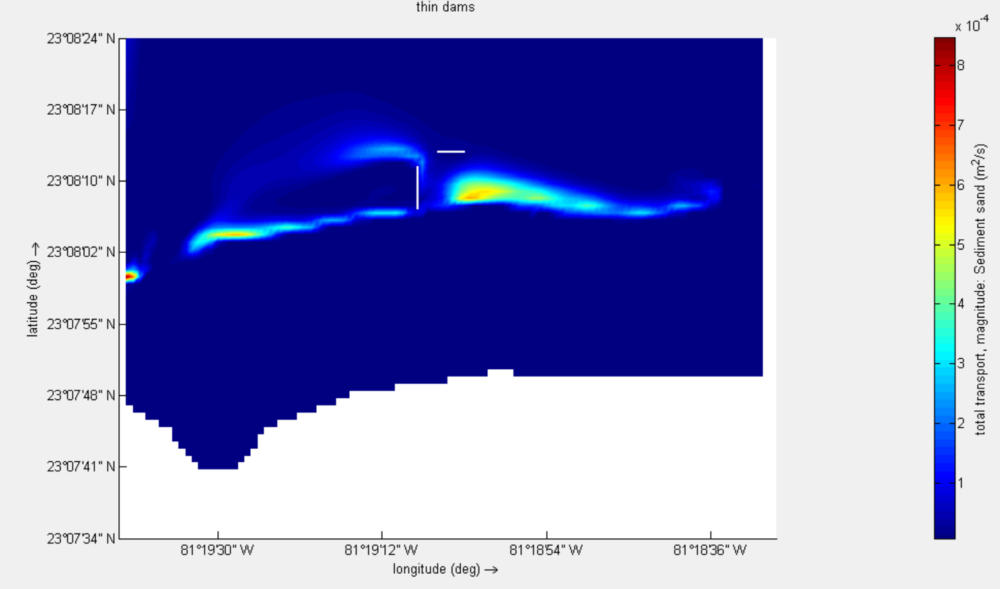 thin dams
x 10-4
23°08'24" N
23°08'17" N
23°08'10" N
23°08'02" N
23°07'55" N
23°07'48" N
23°07'41" N
23°07'34" N
latitude (deg) →
81°19'30" W
81°19'12" W
81°18'54" W
81°18'36" W
longitude (deg) →
8
7
6
5
4
3
2
1
total transport, magnitude: Sediment sand (m2/s)